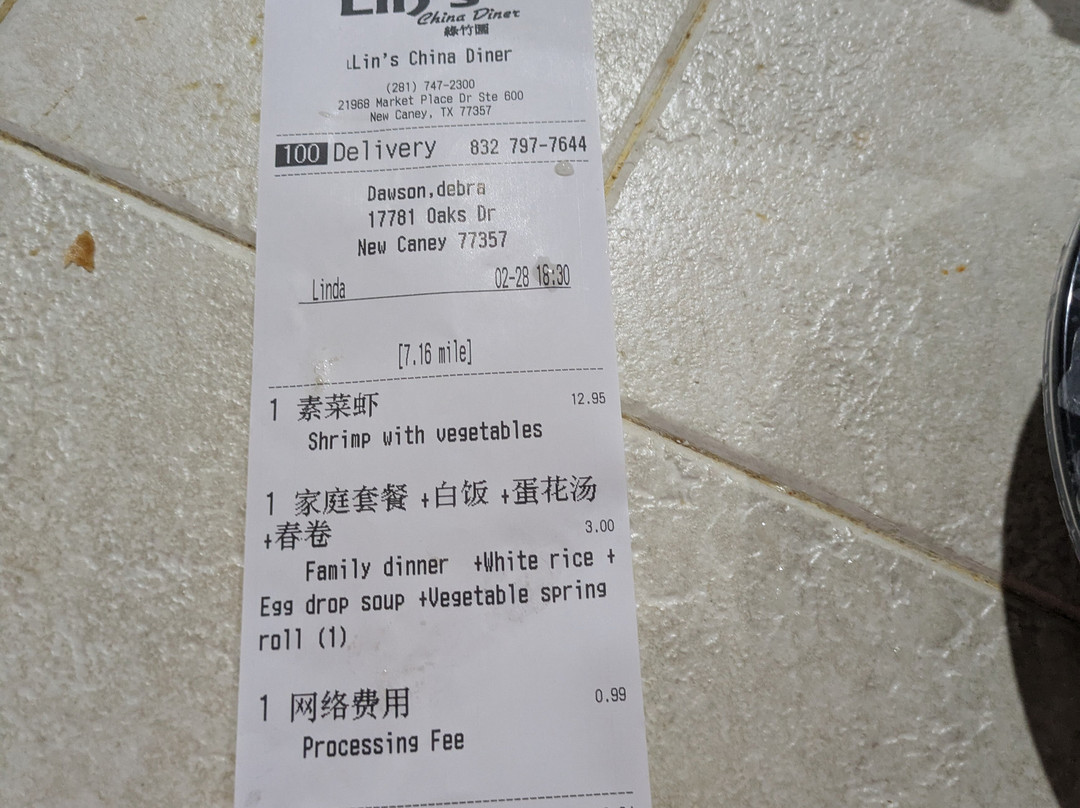 Lin's
China Diner
綠竹園
Lin's China Diner
(281) 747-2300
21968 Market Place Dr Ste 600
New Caney, TX 77357
100 Delivery 832 797-7644
Dawson,debra
17781 Oaks Dr
New Caney 77357
Linda 02-28 16:30
[7.16 mile]
1 素菜虾 12.95
Shrimp with vegetables
1 家庭套餐 +白饭 +蛋花汤
+春卷 3.00
Family dinner +White rice +
Egg drop soup +Vegetable spring
roll (1)
1 网络费用 0.99
Processing Fee